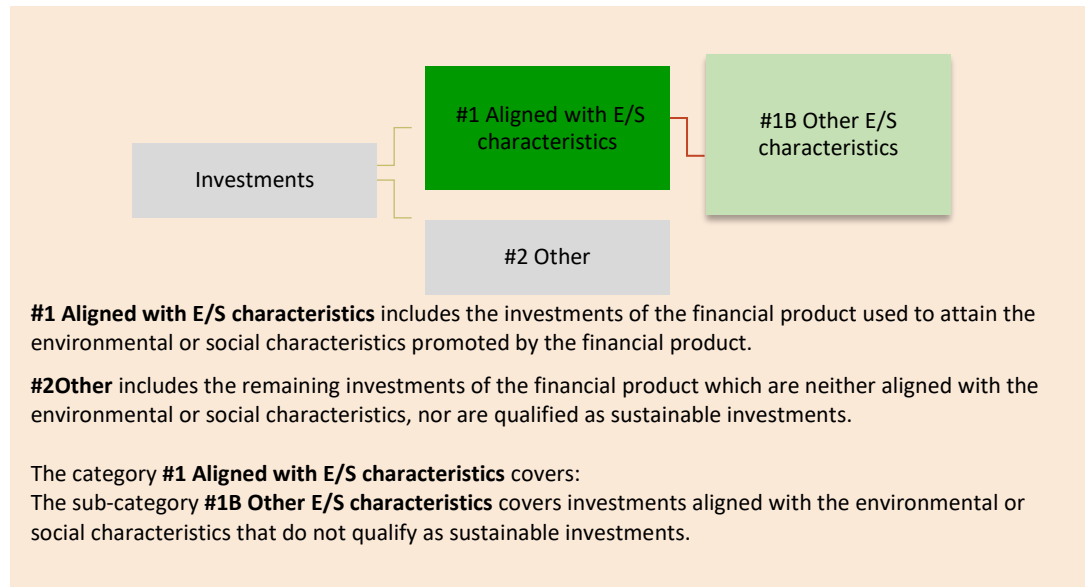 #1 Aligned with E/S
characteristics
#1B Other E/S
characteristics
Investments
#2 Other
#1 Aligned with E/S characteristics includes the investments of the financial product used to attain the
environmental or social characteristics promoted by the financial product.
#2Other includes the remaining investments of the financial product which are neither aligned with the
environmental or social characteristics, nor are qualified as sustainable investments.
The category #1 Aligned with E/S characteristics covers:
The sub-category #1B Other E/S characteristics covers investments aligned with the environmental or
social characteristics that do not qualify as sustainable investments.